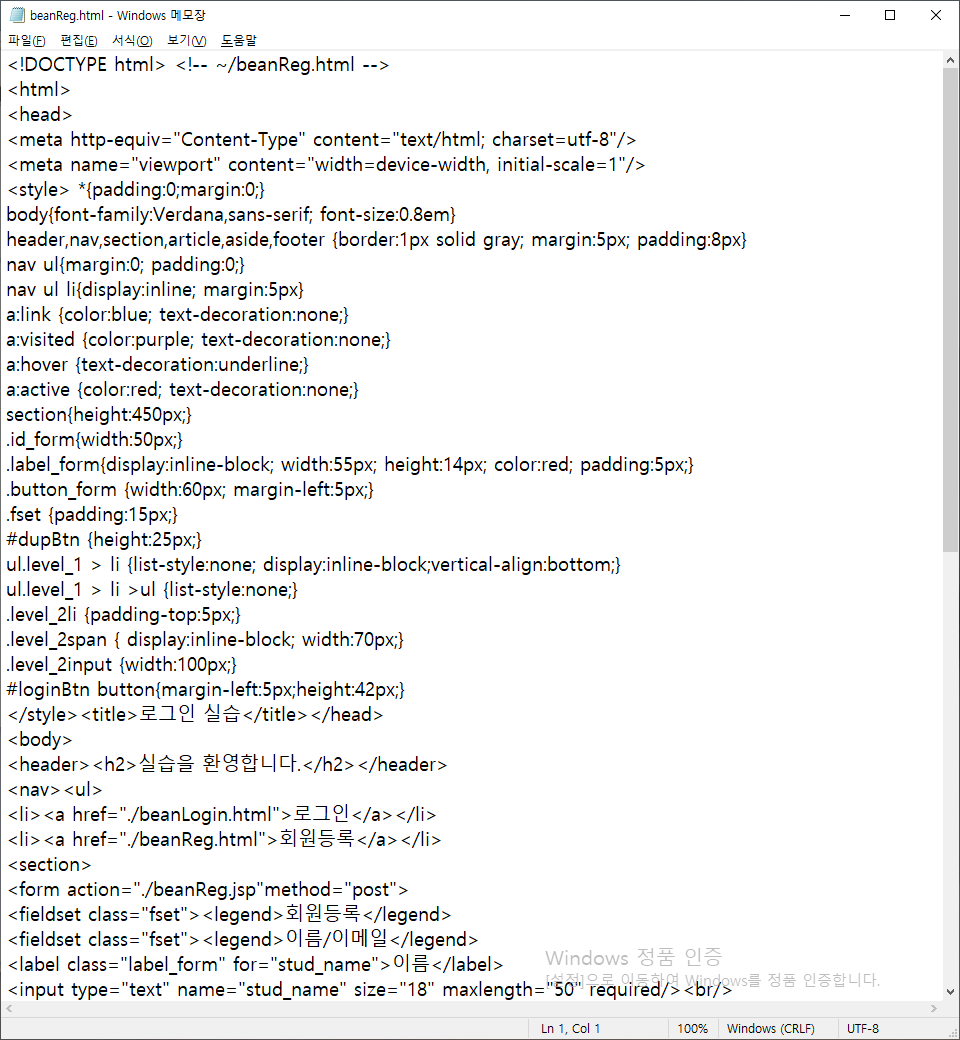 beanReg.html - Windows 메모장
파일(F) 편집(E) 서식(O) 보기(V) 도움말
<!DOCTYPE html> <!-- ~/beanReg.html -->
<html>
<head>
<meta http-equiv="Content-Type" content="text/html; charset=utf-8"/>
<meta name="viewport" content="width=device-width, initial-scale=1"/>
<style> *{padding:0;margin:0;}
body{font-family:Verdana,sans-serif; font-size:0.8em}
header,nav,section,article,aside,footer {border:1px solid gray; margin:5px; padding:8px}
nav ul{margin:0; padding:0;}
nav ul li{display:inline; margin:5px}
a:link {color:blue; text-decoration:none;}
a:visited {color:purple; text-decoration:none;}
a:hover {text-decoration:underline;}
a:active {color:red; text-decoration:none;}
section{height:450px;}
.id_form{width:50px;}
.label_form{display:inline-block; width:55px; height:14px; color:red; padding:5px;}
.button_form {width:60px; margin-left:5px;}
.fset {padding:15px;}
#dupBtn {height:25px;}
ul.level_1 > li {list-style:none; display:inline-block;vertical-align:bottom;}
ul.level_1 > li >ul {list-style:none;}
.level_2li {padding-top:5px;}
.level_2span { display:inline-block; width:70px;}
.level_2input {width:100px;}
#loginBtn button{margin-left:5px;height:42px;}
</style><title>로그인 실습</title></head>
<body>
<header><h2>실습을 환영합니다.</h2></header>
<nav><ul>
<li><a href="./beanLogin.html">로그인</a></li>
<li><a href="./beanReg.html">회원등록</a></li>
<section>
<form action="./beanReg.jsp"method="post">
<fieldset class="fset"><legend>회원등록</legend>
<fieldset class="fset"><legend>이름/이메일</legend>
<label class="label_form" for="stud_name">이름</label>
<input type="text" name="stud_name" size="18" maxlength="50" required/><br/>
Windows 정품 인증
[설정]으로 이동하여 Windows를 정품 인증합니다.
Ln 1, Col 1 100% Windows (CRLF) UTF-8